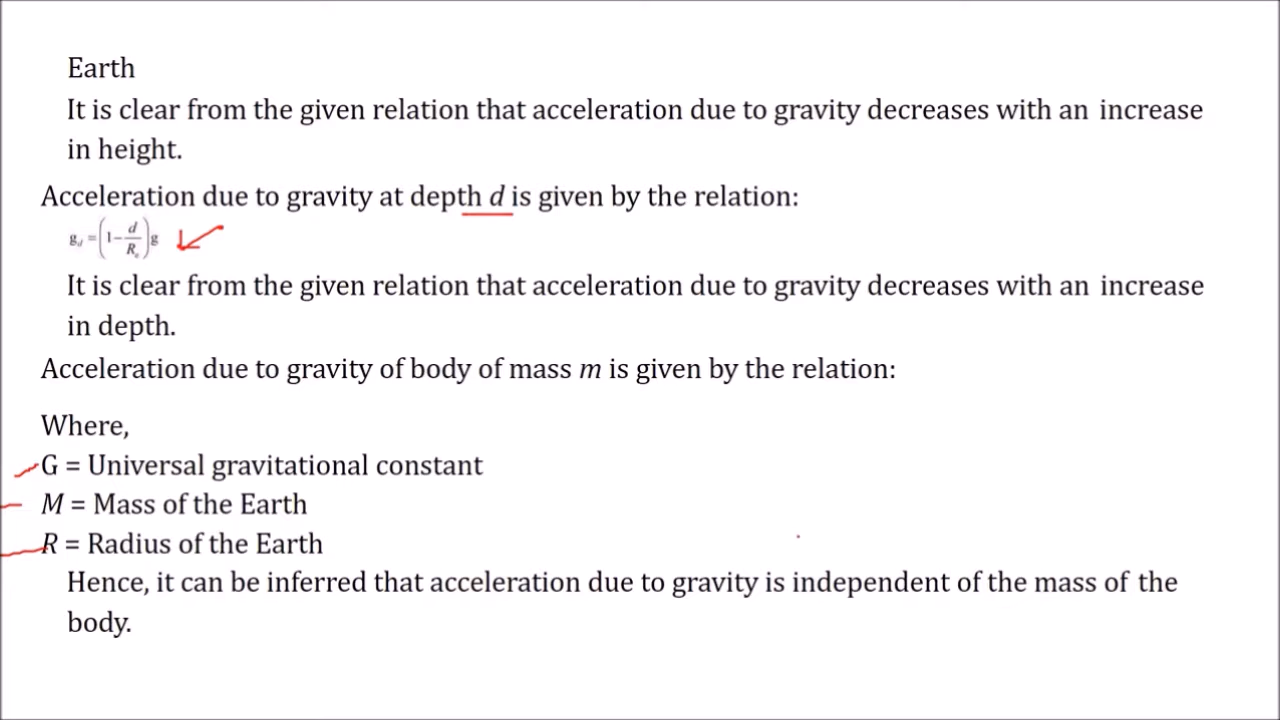 Earth
It is clear from the given relation that acceleration due to gravity decreases with an increase
in height.
Acceleration due to gravity at depth d is given by the relation:
g_d = (1 - d/R_e) g
It is clear from the given relation that acceleration due to gravity decreases with an increase
in depth.
Acceleration due to gravity of body of mass m is given by the relation:
Where,
G = Universal gravitational constant
M = Mass of the Earth
R = Radius of the Earth
Hence, it can be inferred that acceleration due to gravity is independent of the mass of the
body.